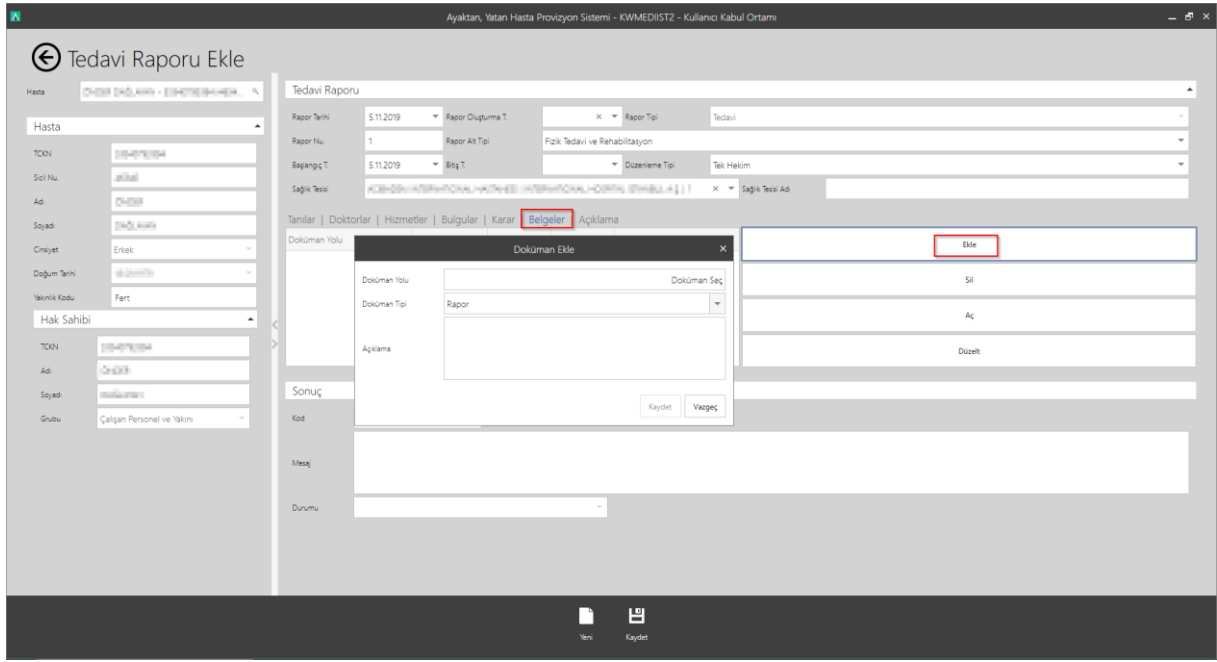 Ayaktan, Yatan Hasta Provizyon Sistemi - KWMEDIIST2 - Kullanıcı Kabul Ortamı
Tedavi Raporu Ekle
Hasta
Hasta
TCKN
Sicil Nu.
Adı
Soyadı
Cinsiyet Erkek
Doğum Tarihi
Yakınlık Kodu Fert
Hak Sahibi
TCKN
Adı
Soyadı
Grubu Çalışan Personel ve Yakını
Tedavi Raporu
Rapor Tarihi 5.11.2019 Rapor Oluşturma T. Rapor Tipi Tedavi
Rapor Nu. 1 Rapor Alt Tipi Fizik Tedavi ve Rehabilitasyon
Başlangıç T. 5.11.2019 Bitiş T. Düzenleme Tipi Tek Hekim
Sağlık Tesisi Sağlık Tesisi Adı
Tanılar | Doktorlar | Hizmetler | Bulgular | Karar | Belgeler | Açıklama
Doküman Yolu
Ekle
Sil
Aç
Düzelt
Doküman Ekle
Doküman Yolu Doküman Seç
Doküman Tipi Rapor
Açıklama
Kaydet Vazgeç
Sonuç
Kod
Mesaj
Durumu
Yeni Kaydet